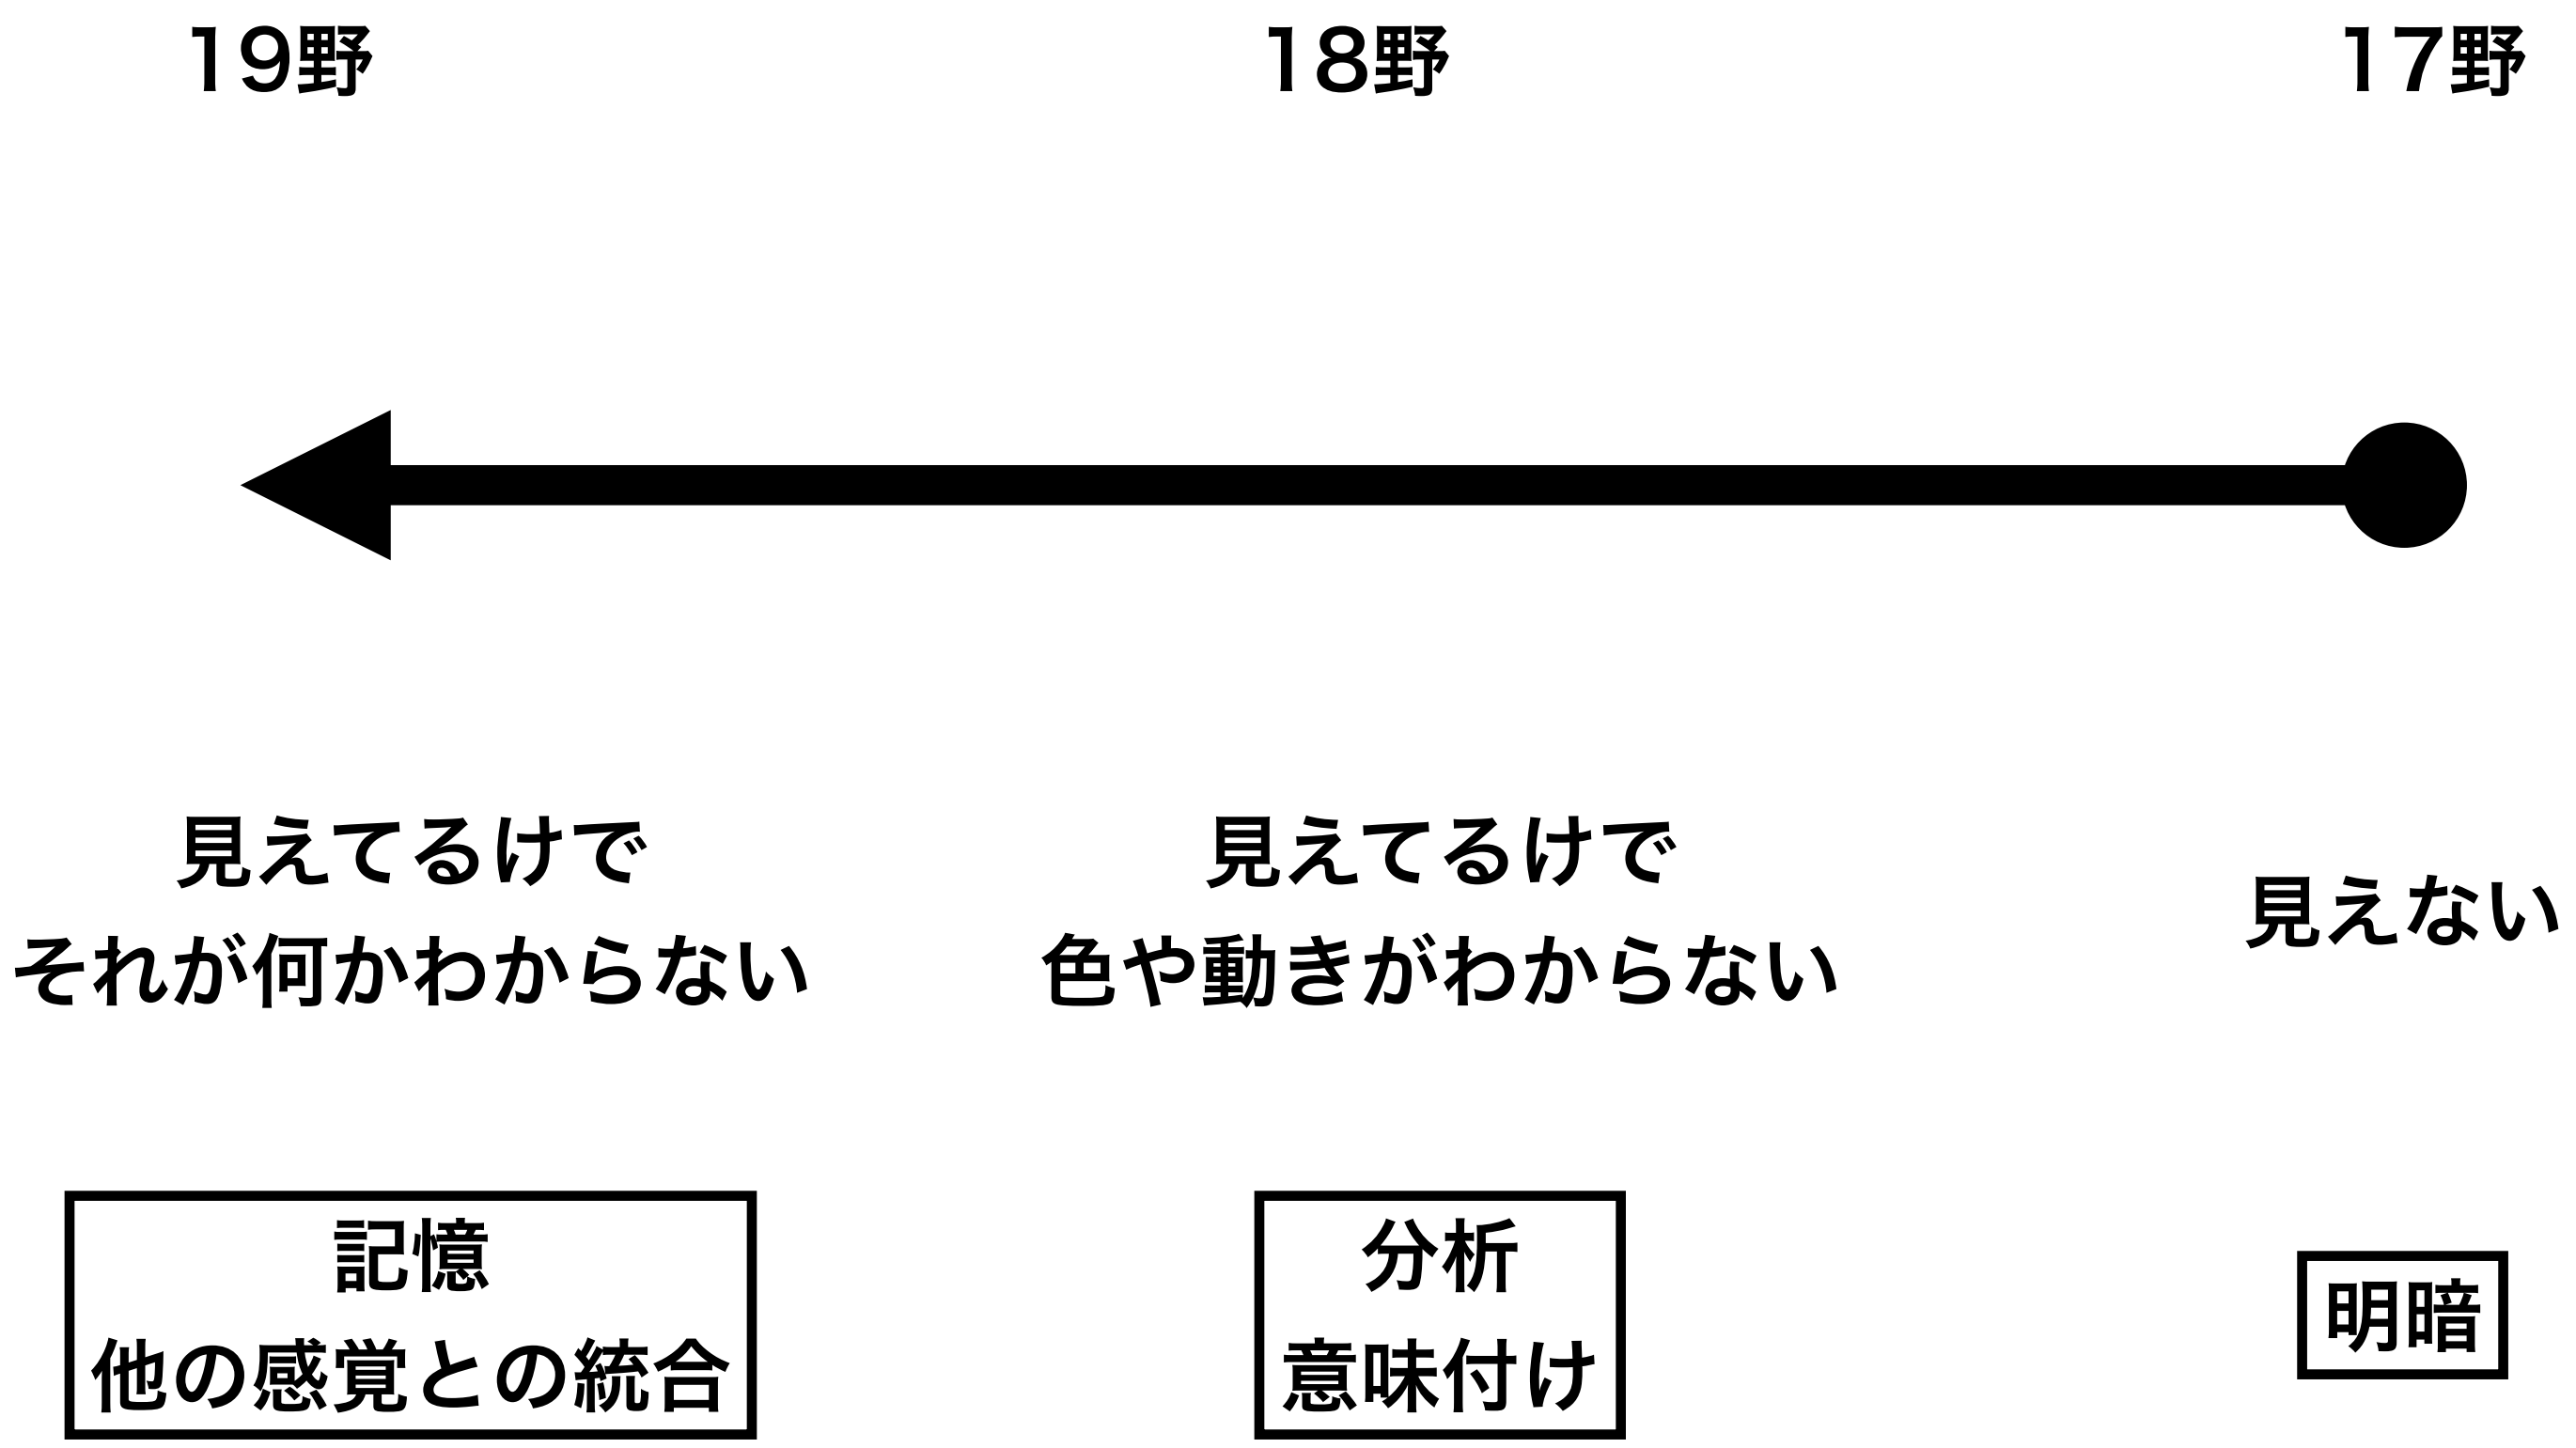 19野
18野
17野
見えてるけで
それが何かわからない
見えてるけで
色や動きがわからない
見えない
記憶
他の感覚との統合
分析
意味付け
明暗